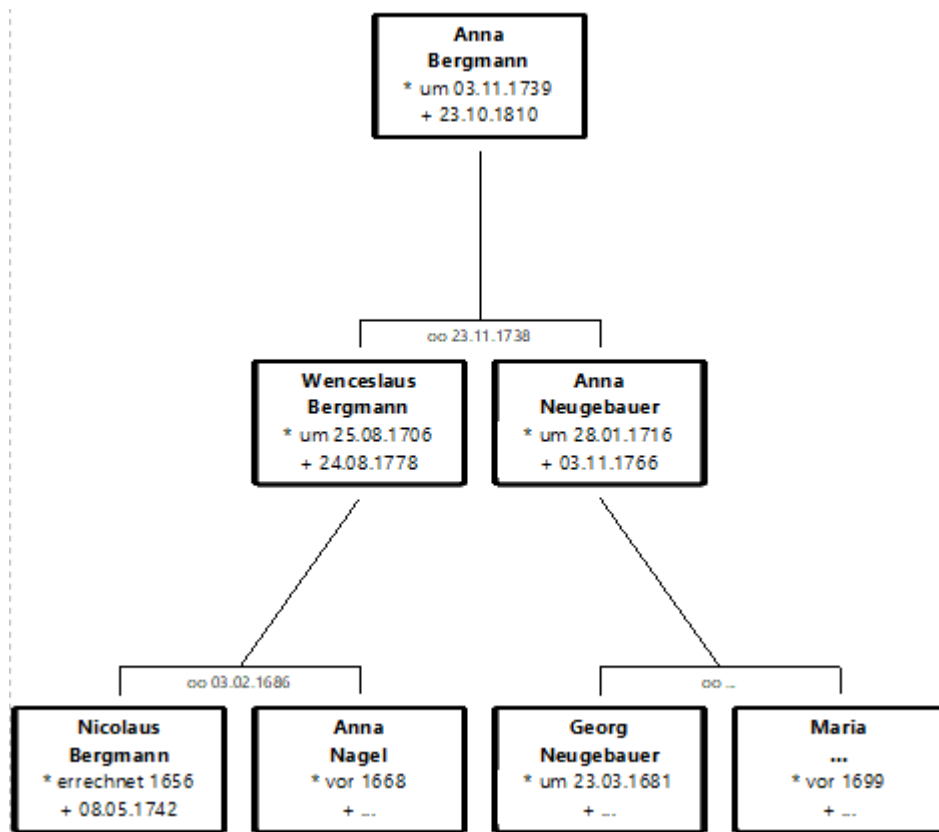 Anna
Bergmann
* um 03.11.1739
+ 23.10.1810
oo 23.11.1738
Wenceslaus
Bergmann
* um 25.08.1706
+ 24.08.1778
Anna
Neugebauer
* um 28.01.1716
+ 03.11.1766
oo 03.02.1686
oo ...
Nicolaus
Bergmann
* errechnet 1656
+ 08.05.1742
Anna
Nagel
* vor 1668
+ ...
Georg
Neugebauer
* um 23.03.1681
+ ...
Maria
...
* vor 1699
+ ...